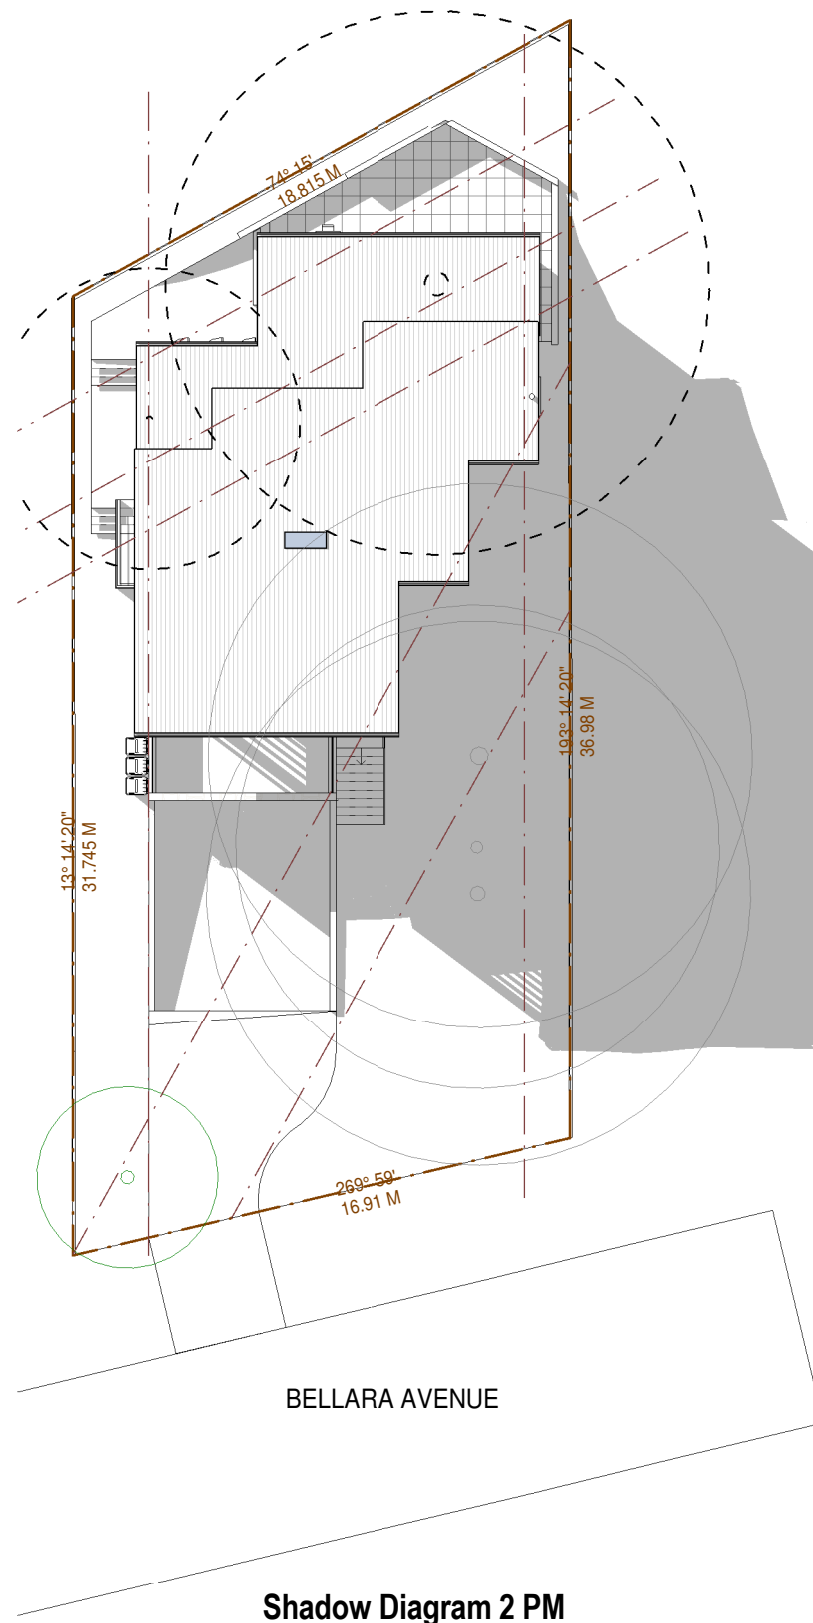 74° 15'
18.815 M
193° 14' 20"
36.98 M
13° 14' 20"
31.745 M
269° 59'
16.91 M
BELLARA AVENUE
Shadow Diagram 2 PM